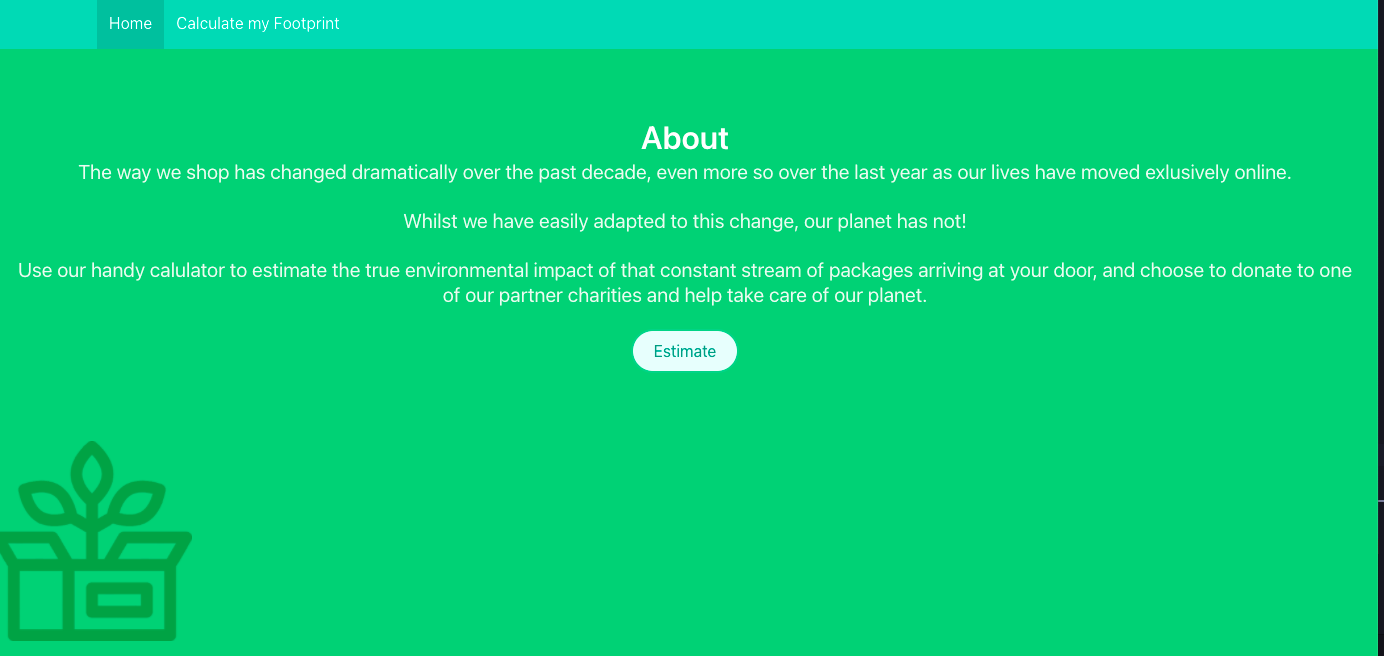 Home
Calculate my Footprint
About
The way we shop has changed dramatically over the past decade, even more so over the last year as our lives have moved exlusively online.
Whilst we have easily adapted to this change, our planet has not!
Use our handy calulator to estimate the true environmental impact of that constant stream of packages arriving at your door, and choose to donate to one
of our partner charities and help take care of our planet.
Estimate